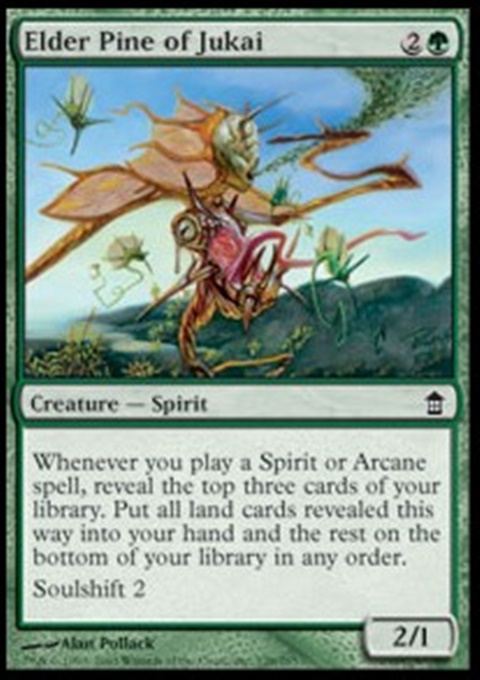 Elder Pine of Jukai 2
Creature — Spirit
Whenever you play a Spirit or Arcane
spell, reveal the top three cards of your
library. Put all land cards revealed this
way into your hand and the rest on the
bottom of your library in any order.
Soulshift 2
Alan Pollack
2/1